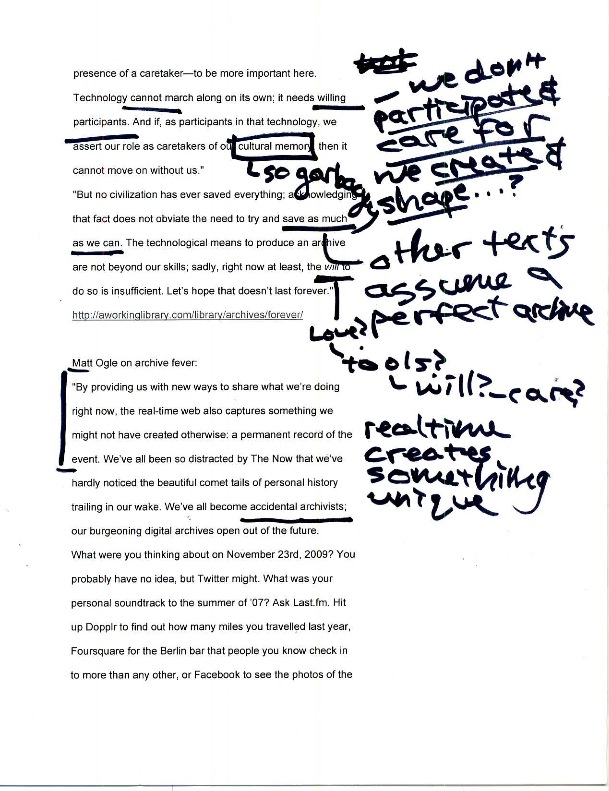 presence of a caretaker—to be more important here.
Technology cannot march along on its own; it needs willing
participants. And if, as participants in that technology, we
assert our role as caretakers of our cultural memory, then it
cannot move on without us."
"But no civilization has ever saved everything; acknowledging
that fact does not obviate the need to try and save as much
as we can. The technological means to produce an archive
are not beyond our skills; sadly, right now at least, the will to
do so is insufficient. Let's hope that doesn't last forever."
http://aworkinglibrary.com/library/archives/forever/
Matt Ogle on archive fever:
"By providing us with new ways to share what we're doing
right now, the real-time web also captures something we
might not have created otherwise: a permanent record of the
event. We've all been so distracted by The Now that we've
hardly noticed the beautiful comet tails of personal history
trailing in our wake. We've all become accidental archivists;
our burgeoning digital archives open out of the future.
What were you thinking about on November 23rd, 2009? You
probably have no idea, but Twitter might. What was your
personal soundtrack to the summer of '07? Ask Last.fm. Hit
up Dopplr to find out how many miles you travelled last year,
Foursquare for the Berlin bar that people you know check in
to more than any other, or Facebook to see the photos of the
– we don't
participate &
care for
we create &
shape...?
so garbage
other texts
assume a
perfect archive
Love?
tools?
will? – care?
realtime
creates
something
unique